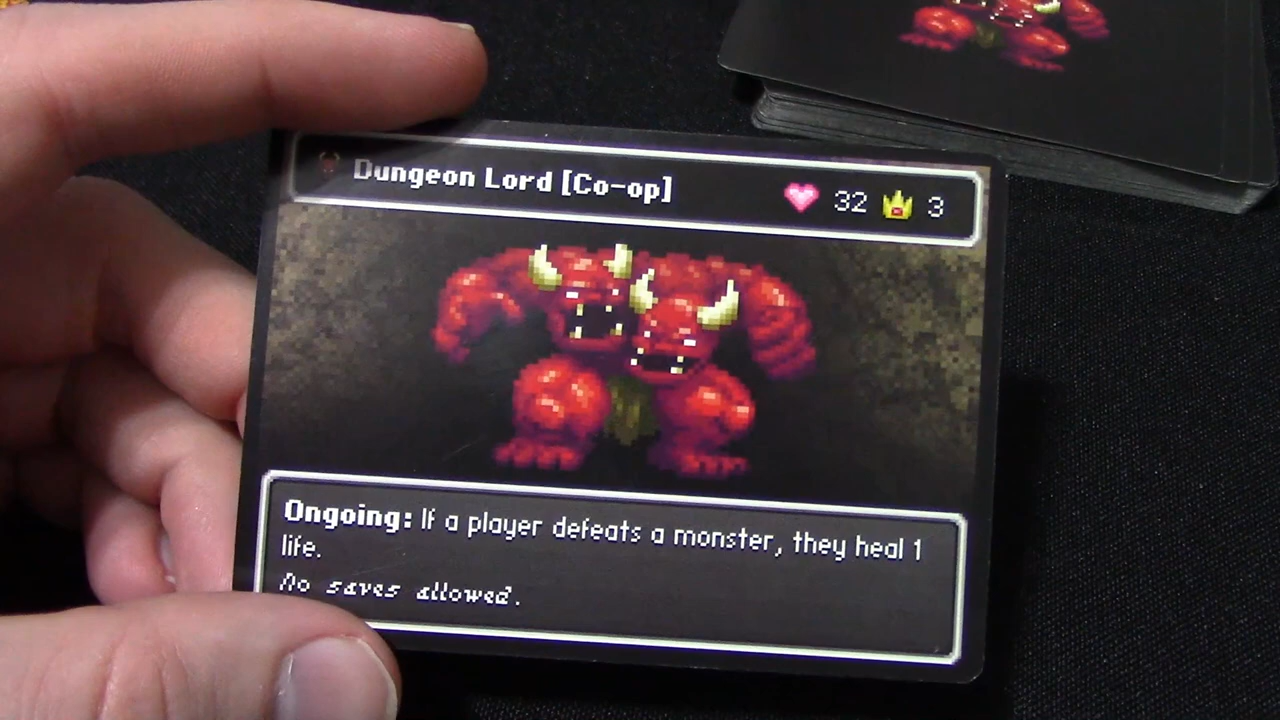 Dungeon Lord [Co-op] 32 3
Ongoing: If a player defeats a monster, they heal 1
life.
No saves allowed.